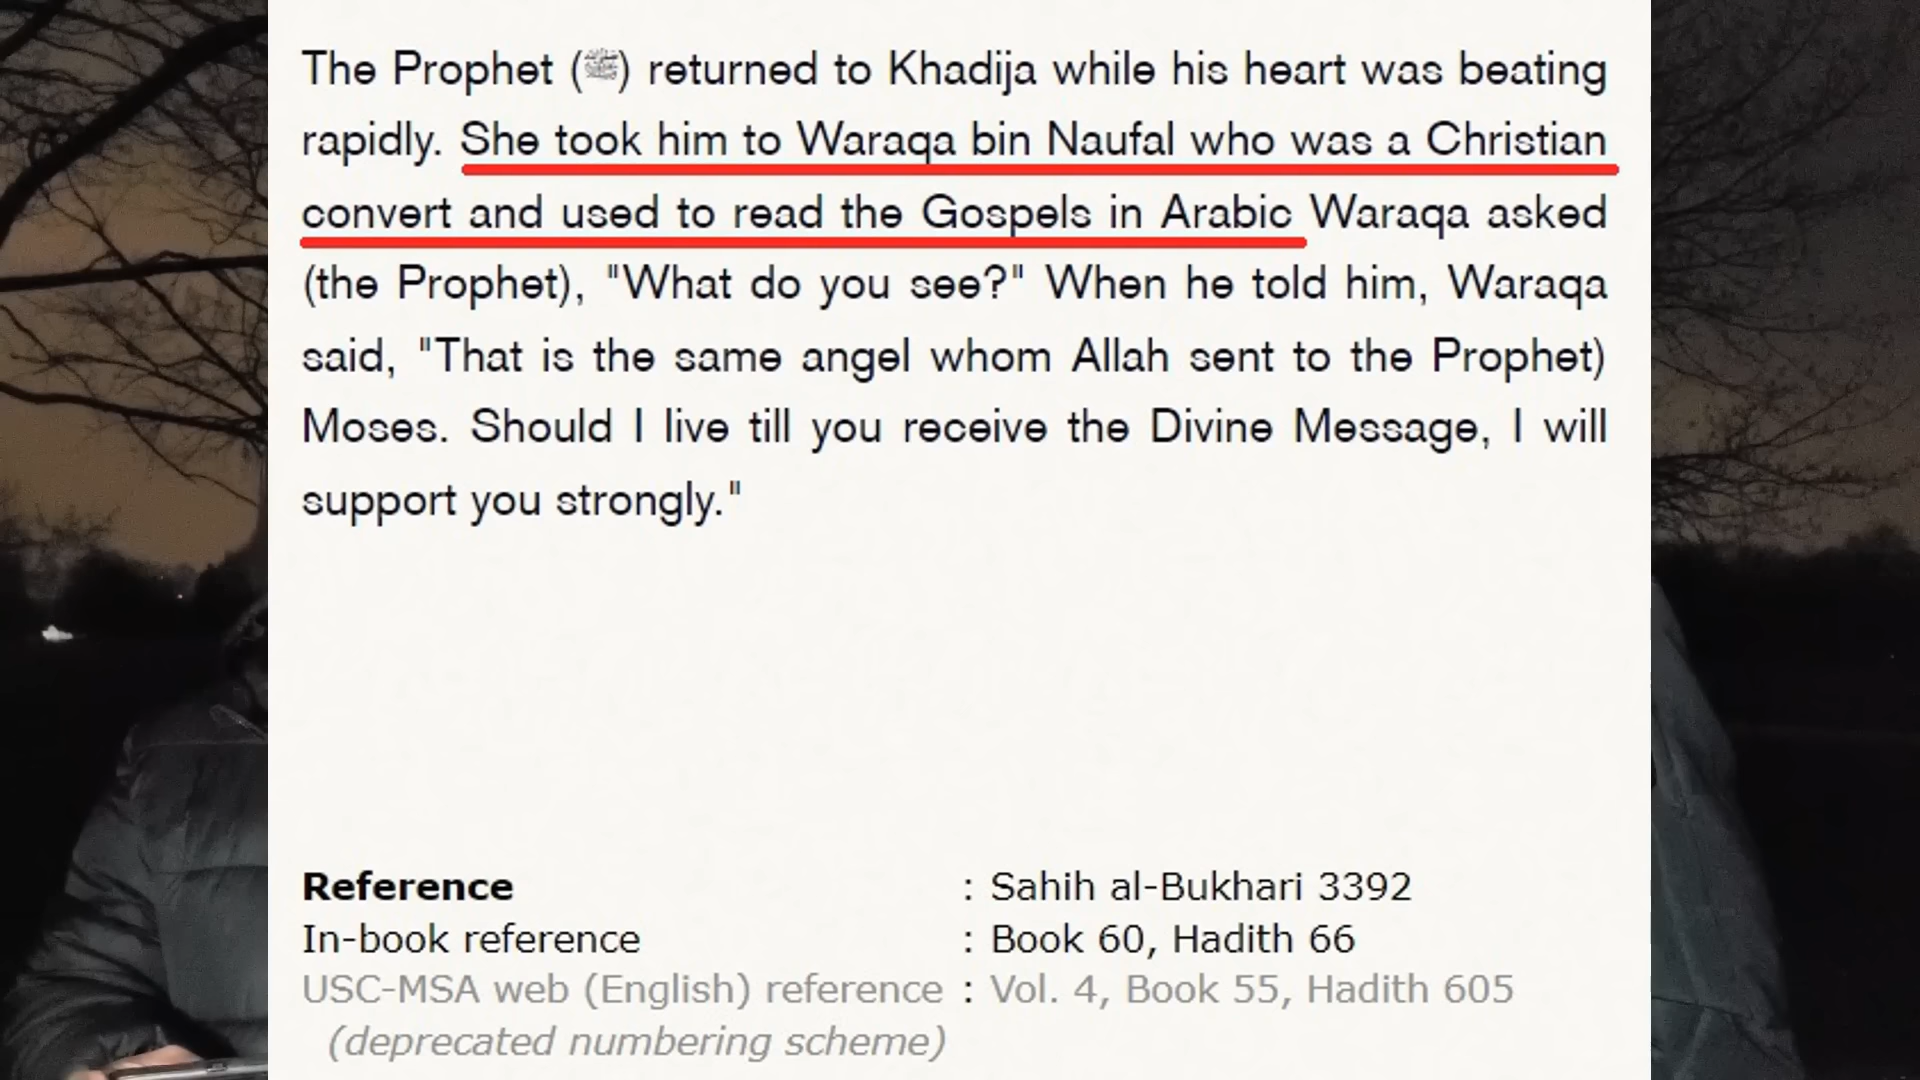 The Prophet (ﷺ) returned to Khadija while his heart was beating
rapidly. She took him to Waraqa bin Naufal who was a Christian
convert and used to read the Gospels in Arabic Waraqa asked
(the Prophet), "What do you see?" When he told him, Waraqa
said, "That is the same angel whom Allah sent to the Prophet)
Moses. Should I live till you receive the Divine Message, I will
support you strongly."
Reference : Sahih al-Bukhari 3392
In-book reference : Book 60, Hadith 66
USC-MSA web (English) reference : Vol. 4, Book 55, Hadith 605
(deprecated numbering scheme)